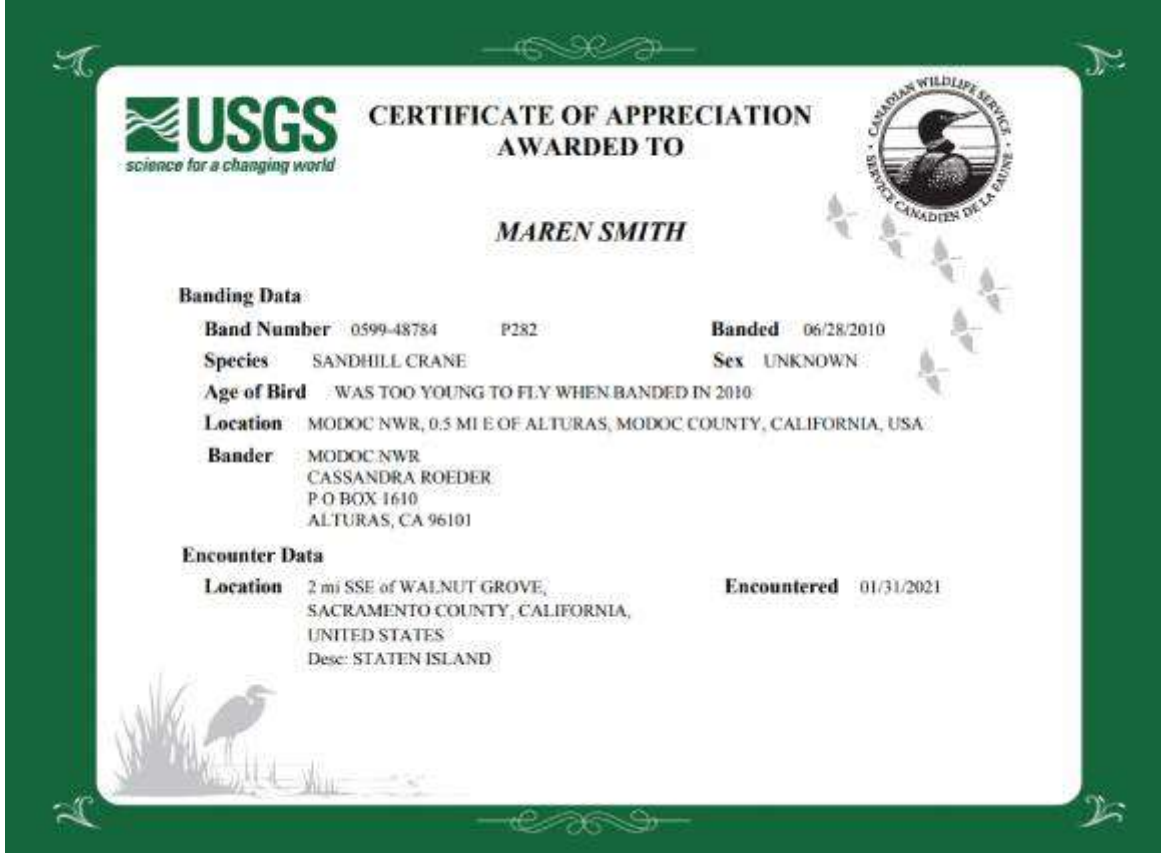 USGS
science for a changing world
CERTIFICATE OF APPRECIATION
AWARDED TO
CANADIAN WILDLIFE SERVICE
SERVICE CANADIEN DE LA FAUNE
MAREN SMITH
Banding Data
Band Number 0599-48784 P282 Banded 06/28/2010
Species SANDHILL CRANE Sex UNKNOWN
Age of Bird WAS TOO YOUNG TO FLY WHEN BANDED IN 2010
Location MODOC NWR, 0.5 MI E OF ALTURAS, MODOC COUNTY, CALIFORNIA, USA
Bander MODOC NWR
CASSANDRA ROEDER
P O BOX 1610
ALTURAS, CA 96101
Encounter Data
Location 2 mi SSE of WALNUT GROVE, Encountered 01/31/2021
SACRAMENTO COUNTY, CALIFORNIA,
UNITED STATES
Desc: STATEN ISLAND